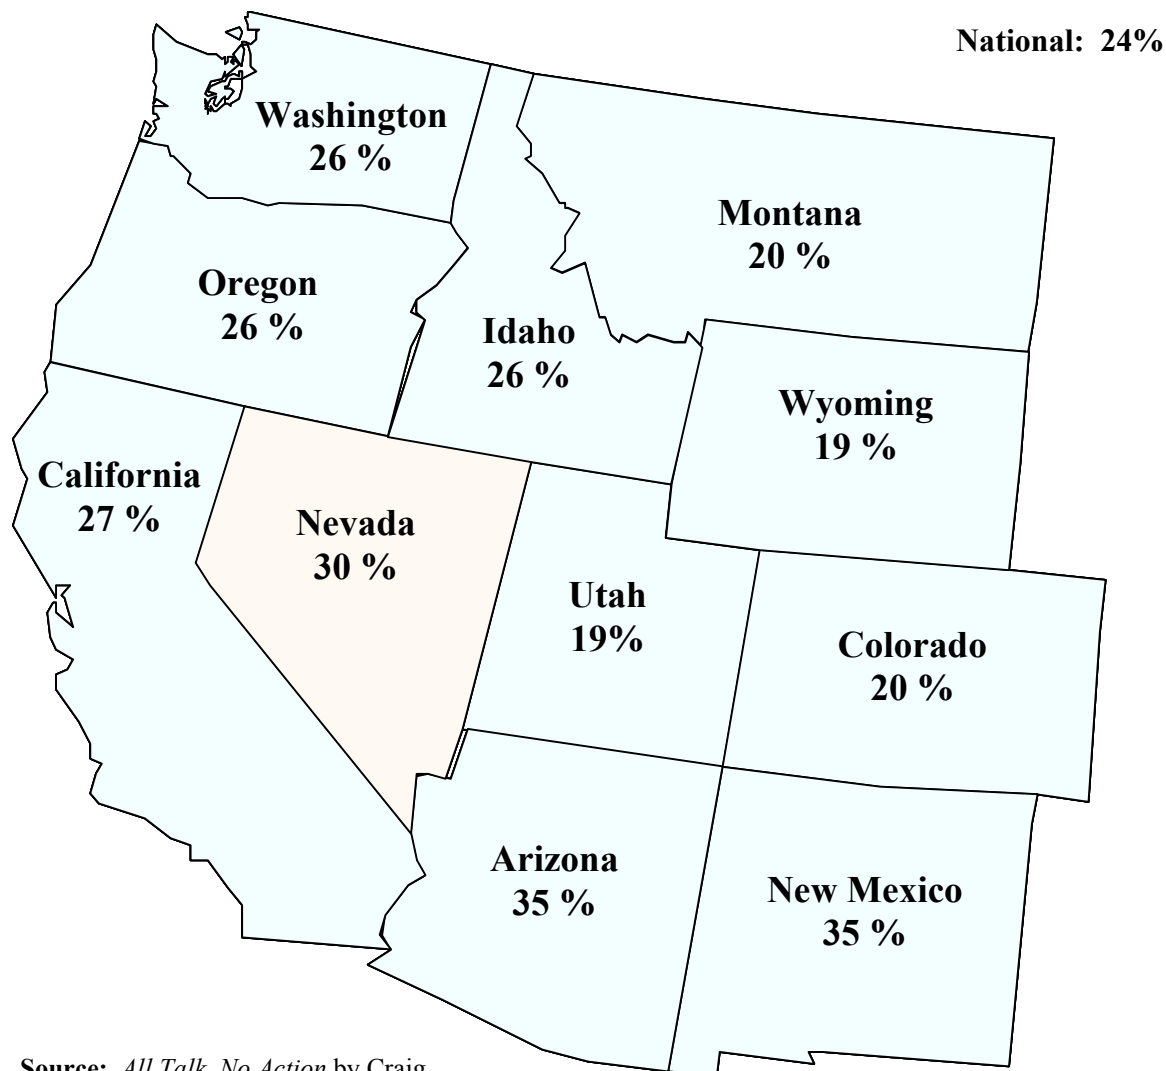 National: 24%
Washington
26 %
Montana
20 %
Oregon
26 %
Idaho
26 %
Wyoming
19 %
California
27 %
Nevada
30 %
Utah
19%
Colorado
20 %
Arizona
35 %
New Mexico
35 %
Source: All Talk, No Action by Craig